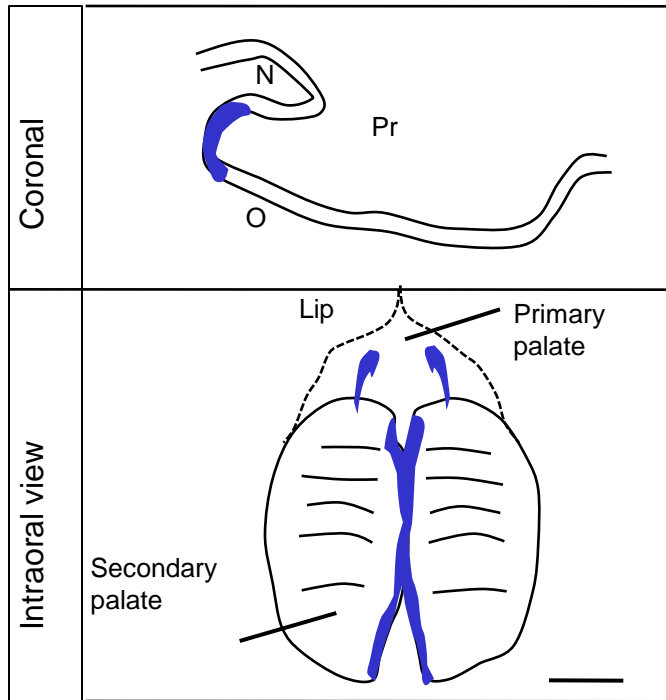 Coronal
N
Pr
O
Intraoral view
Lip
Primary
palate
Secondary
palate